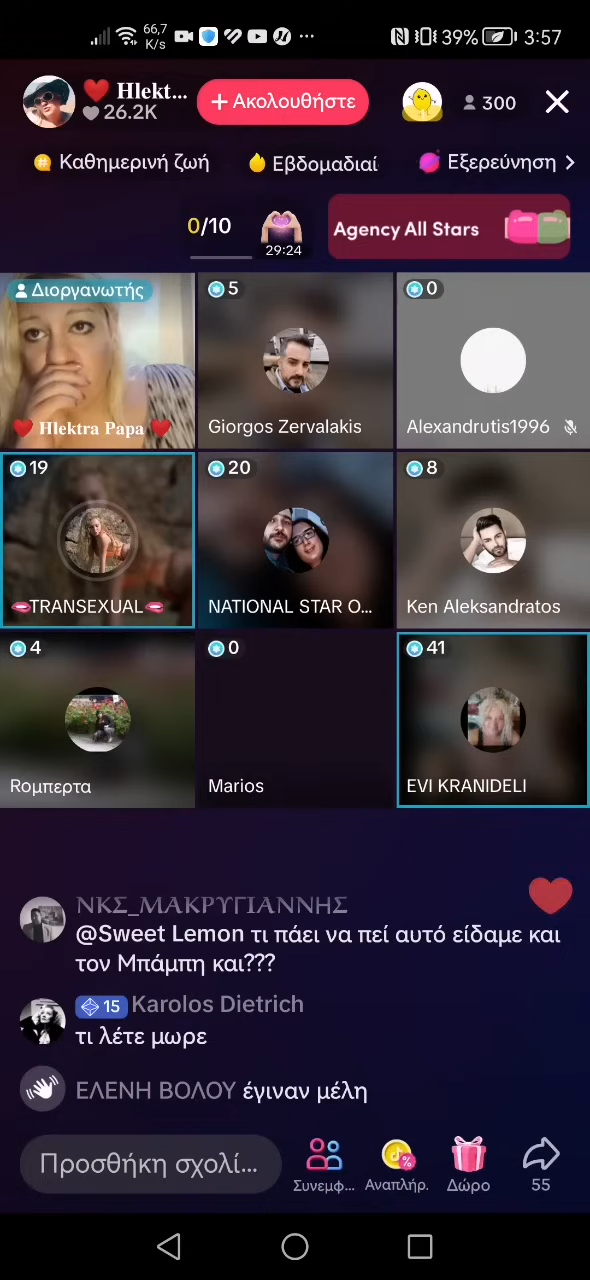 66,7
K/s
39%
3:57
Hlekt...
26.2K
+ Ακολουθήστε
300
Καθημερινή ζωή
Εβδομαδιαί
Εξερεύνηση
0/10
29:24
Agency All Stars
Διοργανωτής
Hlektra Papa
5
Giorgos Zervalakis
0
Alexandrutis1996
19
TRANSEXUAL
20
NATIONAL STAR O...
8
Ken Aleksandratos
4
Ρομπερτα
0
Marios
41
EVI KRANIDELI
ΝΚΣ_ΜΑΚΡΥΓΙΑΝΝΗΣ
@Sweet Lemon τι πάει να πεί αυτό είδαμε και
τον Μπάμπη και???
15 Karolos Dietrich
τι λέτε μωρε
ΕΛΕΝΗ ΒΟΛΟΥ έγιναν μέλη
Προσθήκη σχολί...
Συνεμφ...
Αναπλήρ.
Δώρο
55